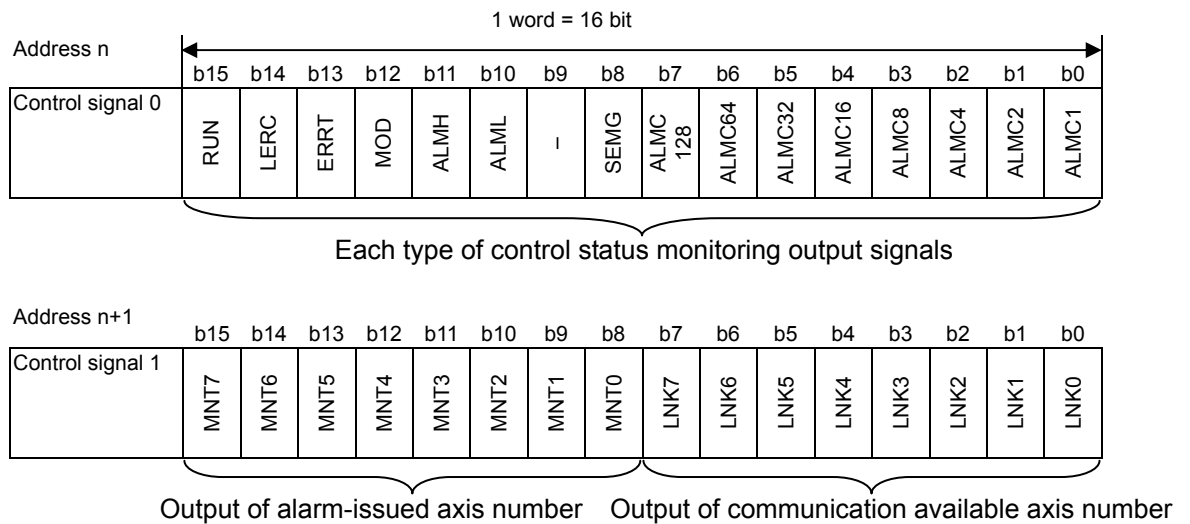 1 word = 16 bit
Address n
b15 b14 b13 b12 b11 b10 b9 b8 b7 b6 b5 b4 b3 b2 b1 b0
Control signal 0
RUN LERC ERRT MOD ALMH ALML – SEMG ALMC 128 ALMC64 ALMC32 ALMC16 ALMC8 ALMC4 ALMC2 ALMC1
Each type of control status monitoring output signals
Address n+1
b15 b14 b13 b12 b11 b10 b9 b8 b7 b6 b5 b4 b3 b2 b1 b0
Control signal 1
MNT7 MNT6 MNT5 MNT4 MNT3 MNT2 MNT1 MNT0 LNK7 LNK6 LNK5 LNK4 LNK3 LNK2 LNK1 LNK0
Output of alarm-issued axis number Output of communication available axis number